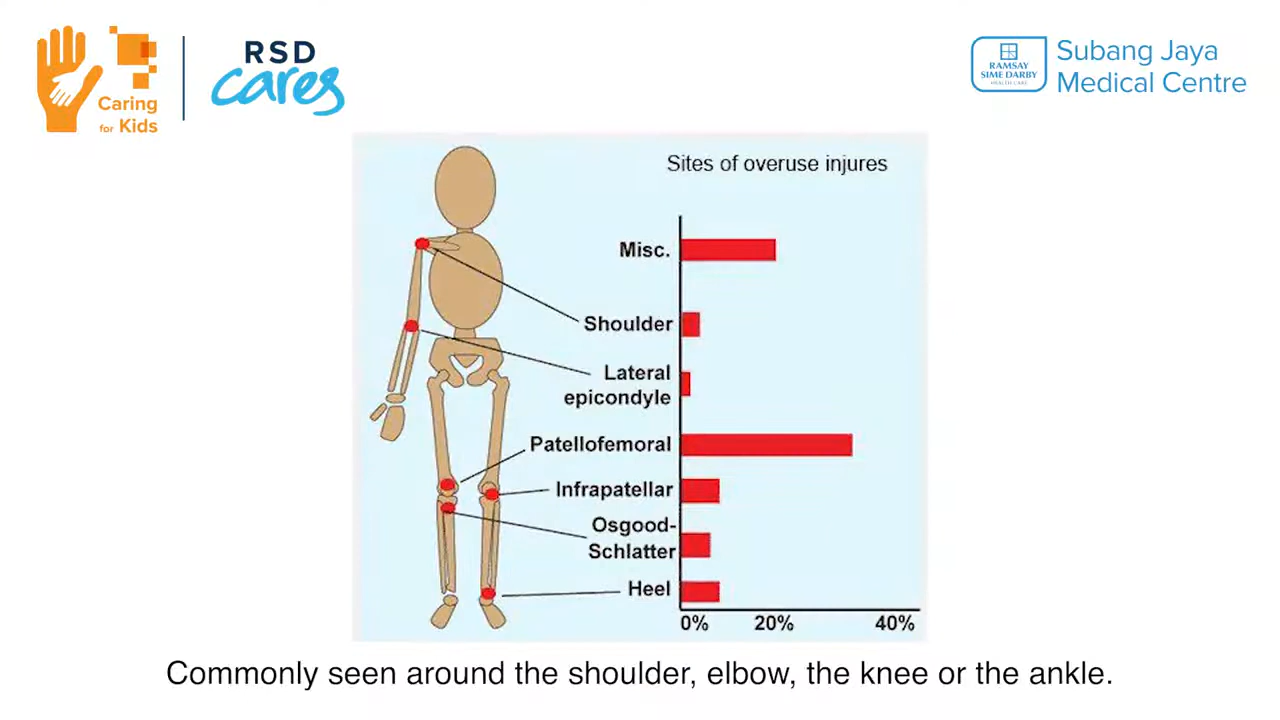 Caring
for Kids
RSD
cares
RAMSAY
SIME DARBY
HEALTH CARE
Subang Jaya
Medical Centre
Sites of overuse injures
Misc.
Shoulder
Lateral
epicondyle
Patellofemoral
Infrapatellar
Osgood-
Schlatter
Heel
0% 20% 40%
Commonly seen around the shoulder, elbow, the knee or the ankle.